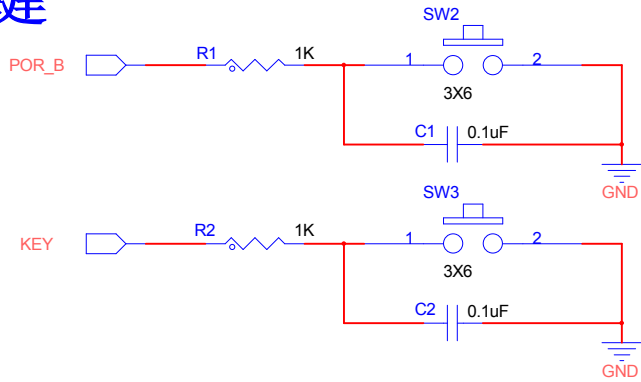 键
SW2
POR_B
R1
1K
1
2
3X6
C1
0.1uF
GND
SW3
KEY
R2
1K
1
2
3X6
C2
0.1uF
GND